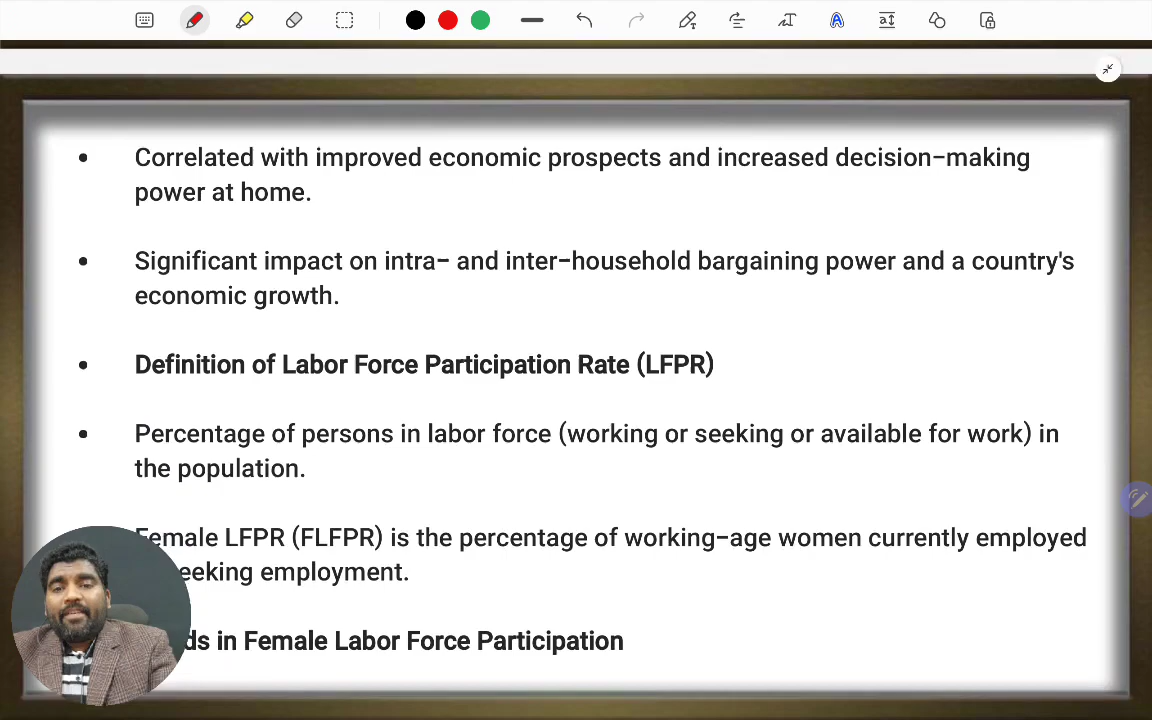 • Correlated with improved economic prospects and increased decision-making
power at home.
• Significant impact on intra- and inter-household bargaining power and a country's
economic growth.
• Definition of Labor Force Participation Rate (LFPR)
• Percentage of persons in labor force (working or seeking or available for work) in
the population.
Female LFPR (FLFPR) is the percentage of working-age women currently employed
eeking employment.
ds in Female Labor Force Participation